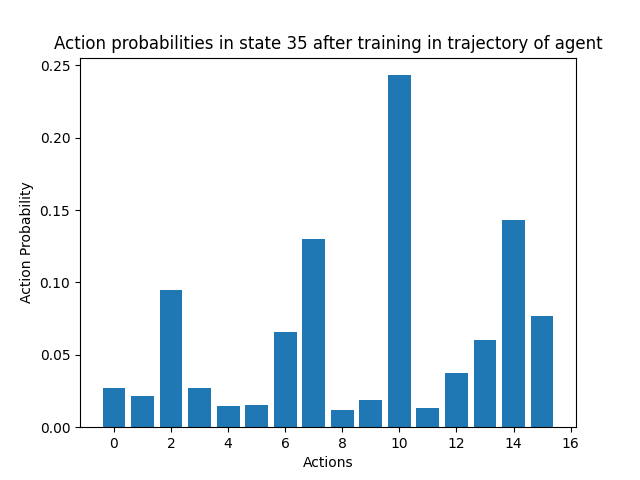 Action probabilities in state 35 after training in trajectory of agent
0.25
0.20
0.15
0.10
0.05
0.00
Action Probability
0 2 4 6 8 10 12 14 16
Actions